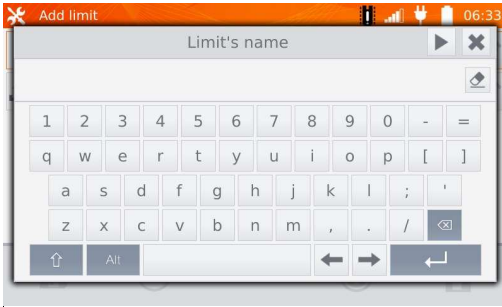 Add limit 06:33
Limit's name
1 2 3 4 5 6 7 8 9 0 - =
q w e r t y u i o p [ ]
a s d f g h j k l ; '
z x c v b n m , . /
Alt